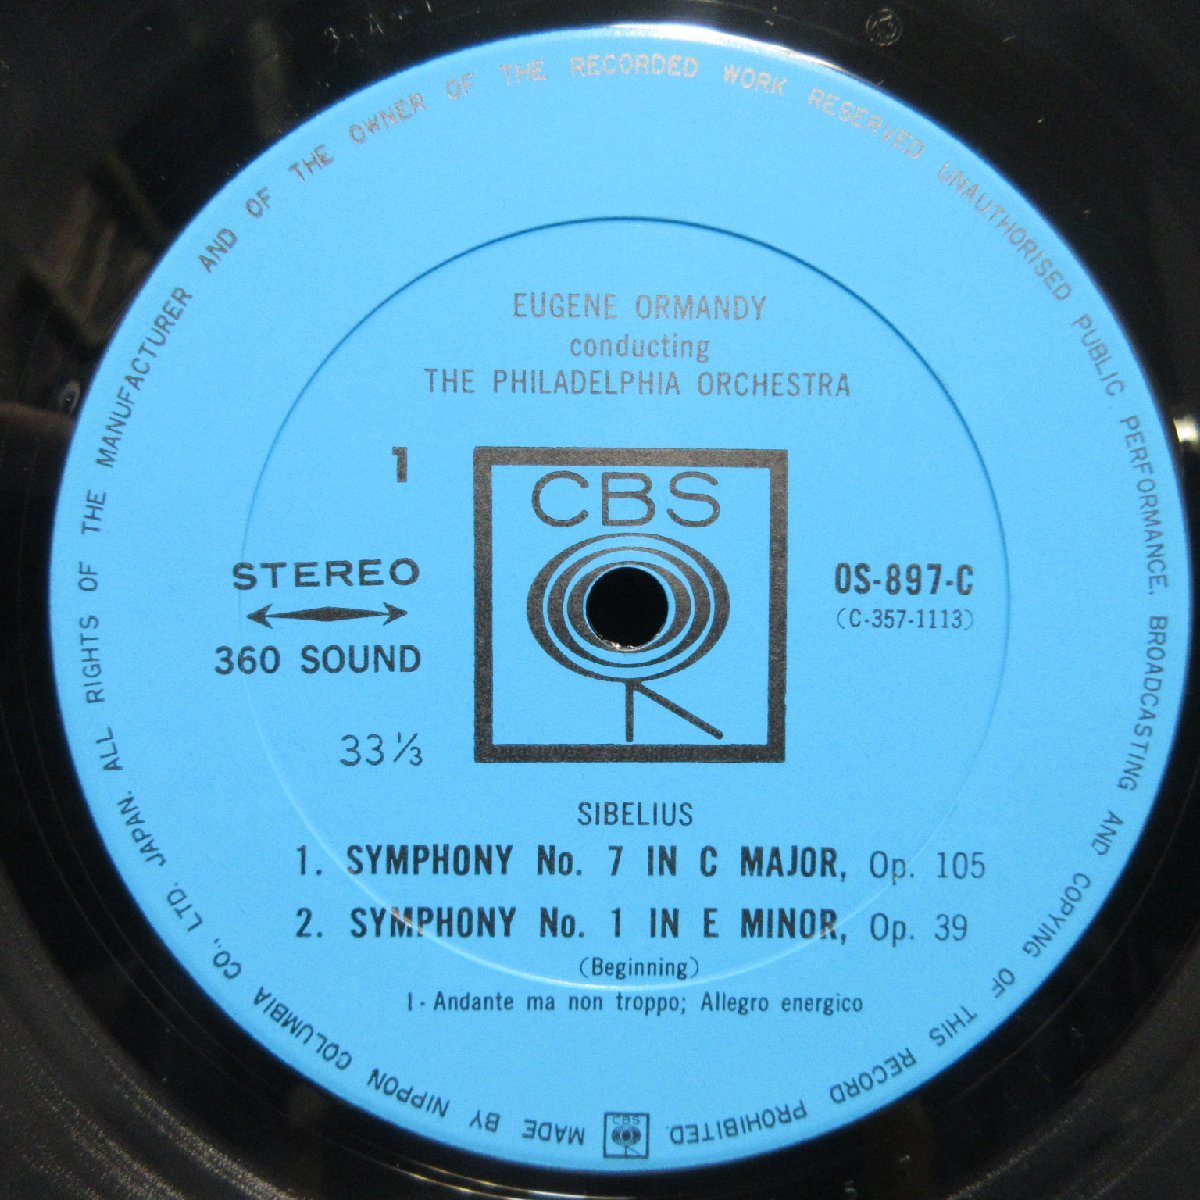 EUGENE ORMANDY
conducting
THE PHILADELPHIA ORCHESTRA
1
CBS
STEREO
360 SOUND
OS-897-C
(C-357-1113)
33 ⅓
SIBELIUS
1. SYMPHONY No. 7 IN C MAJOR, Op. 105
2. SYMPHONY No. 1 IN E MINOR, Op. 39
(Beginning)
I - Andante ma non troppo; Allegro energico
MADE BY NIPPON COLUMBIA CO., LTD. JAPAN. ALL RIGHTS OF THE MANUFACTURER AND OF THE OWNER OF THE RECORDED WORK RESERVED UNAUTHORISED PUBLIC PERFORMANCE, BROADCASTING AND COPYING OF THIS RECORD PROHIBITED.
CBS